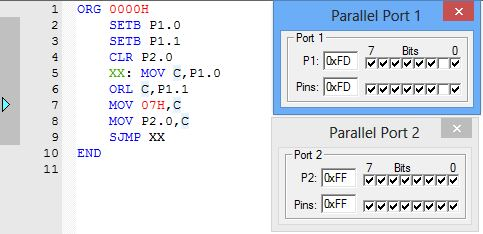 1 ORG 0000H
2 SETB P1.0
3 SETB P1.1
4 CLR P2.0
5 XX: MOV C,P1.0
6 ORL C,P1.1
7 MOV 07H,C
8 MOV P2.0,C
9 SJMP XX
10 END
11
Parallel Port 1
Port 1
7 Bits 0
P1: 0xFD
Pins: 0xFD
Parallel Port 2
Port 2
7 Bits 0
P2: 0xFF
Pins: 0xFF